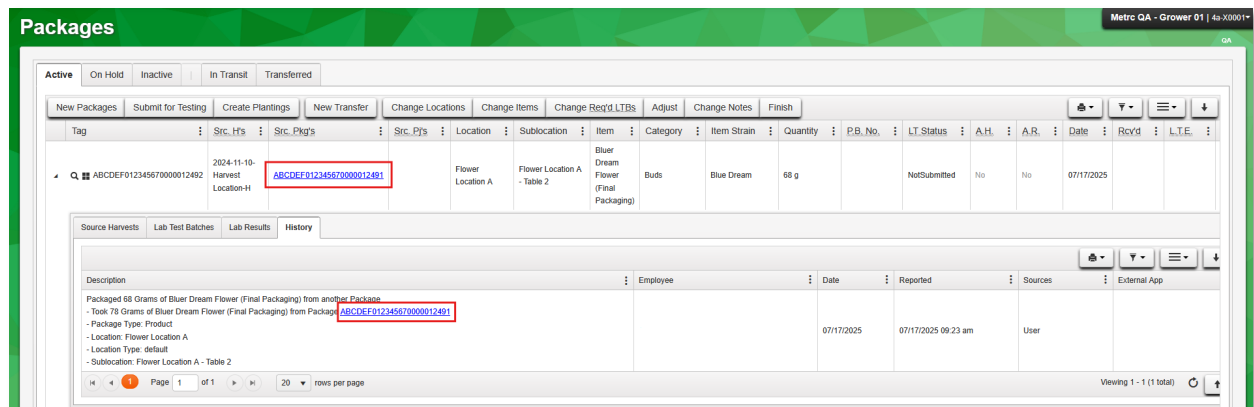 Packages
Metrc QA - Grower 01 | 4a-X0001
QA
Active On Hold Inactive In Transit Transferred
New Packages Submit for Testing Create Plantings New Transfer Change Locations Change Items Change Req'd LTBs Adjust Change Notes Finish
Tag Src. H's Src. Pkg's Src. Pj's Location Sublocation Item Category Item Strain Quantity P.B. No. LT Status A.H. A.R. Date Rcv'd L.T.E.
ABCDEF012345670000012492 2024-11-10-Harvest Location-H ABCDEF012345670000012491 Flower Location A Flower Location A - Table 2 Bluer Dream Flower (Final Packaging) Buds Blue Dream 68 g NotSubmitted No No 07/17/2025
Source Harvests Lab Test Batches Lab Results History
Description Employee Date Reported Sources External App
Packaged 68 Grams of Bluer Dream Flower (Final Packaging) from another Package
- Took 78 Grams of Bluer Dream Flower (Final Packaging) from Package ABCDEF012345670000012491
- Package Type: Product
- Location: Flower Location A
- Location Type: default
- Sublocation: Flower Location A - Table 2
07/17/2025 07/17/2025 09:23 am User
1 Page 1 of 1 20 rows per page Viewing 1 - 1 (1 total)